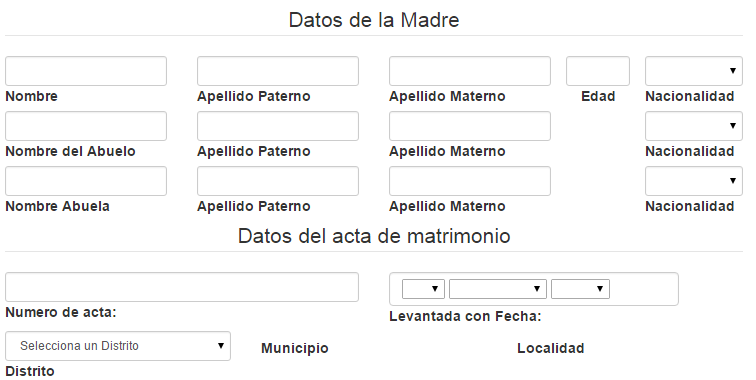 Datos de la Madre
Nombre Apellido Paterno Apellido Materno Edad Nacionalidad
Nombre del Abuelo Apellido Paterno Apellido Materno Nacionalidad
Nombre Abuela Apellido Paterno Apellido Materno Nacionalidad
Datos del acta de matrimonio
Numero de acta: Levantada con Fecha:
Selecciona un Distrito Municipio Localidad
Distrito